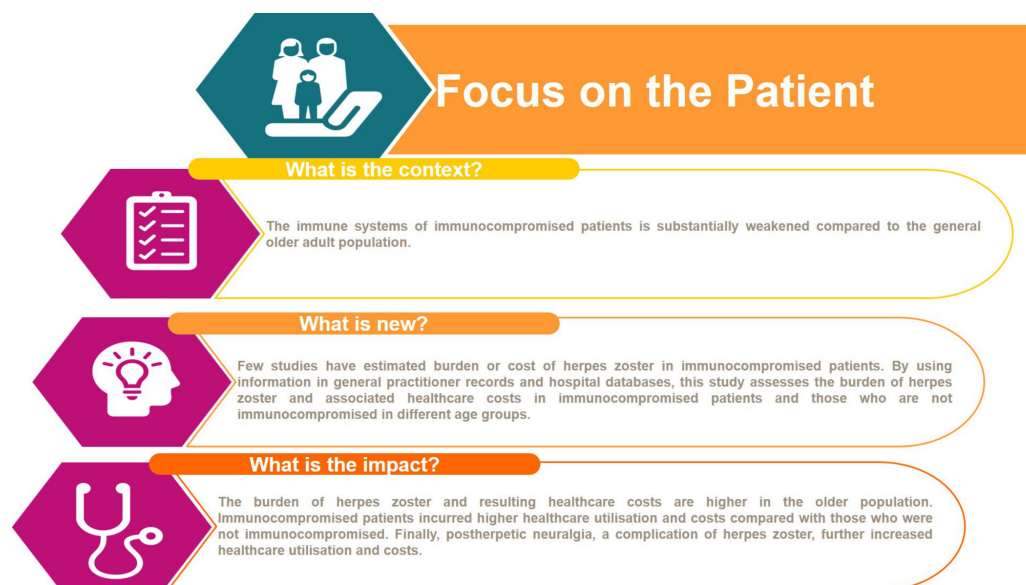 Focus on the Patient
What is the context?
The immune systems of immunocompromised patients is substantially weakened compared to the general
older adult population.
What is new?
Few studies have estimated burden or cost of herpes zoster in immunocompromised patients. By using
information in general practitioner records and hospital databases, this study assesses the burden of herpes
zoster and associated healthcare costs in immunocompromised patients and those who are not
immunocompromised in different age groups.
What is the impact?
The burden of herpes zoster and resulting healthcare costs are higher in the older population.
Immunocompromised patients incurred higher healthcare utilisation and costs compared with those who were
not immunocompromised. Finally, postherpetic neuralgia, a complication of herpes zoster, further increased
healthcare utilisation and costs.